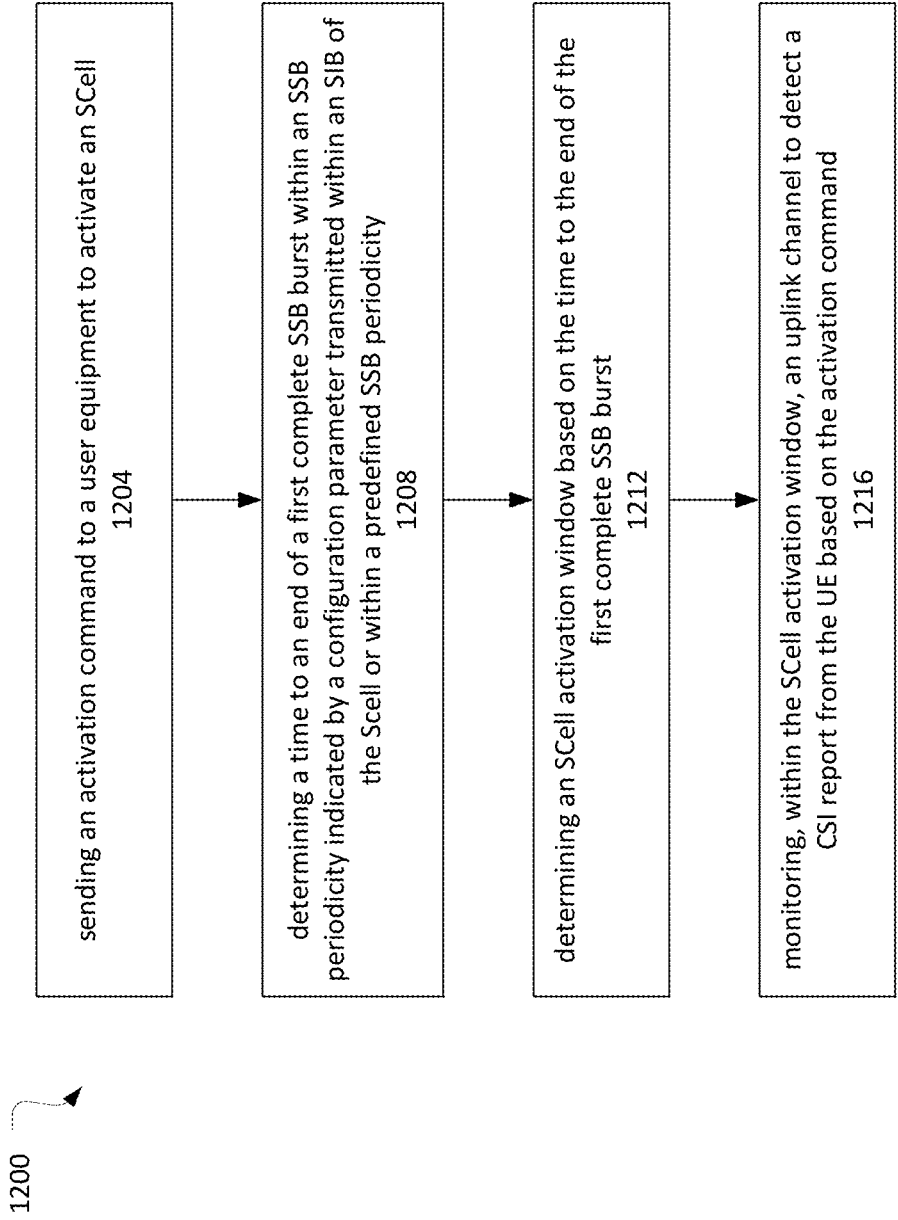 1200
sending an activation command to a user equipment to activate an SCell
1204
determining a time to an end of a first complete SSB burst within an SSB
periodicity indicated by a configuration parameter transmitted within an SIB of
the Scell or within a predefined SSB periodicity
1208
determining an SCell activation window based on the time to the end of the
first complete SSB burst
1212
monitoring, within the SCell activation window, an uplink channel to detect a
CSI report from the UE based on the activation command
1216